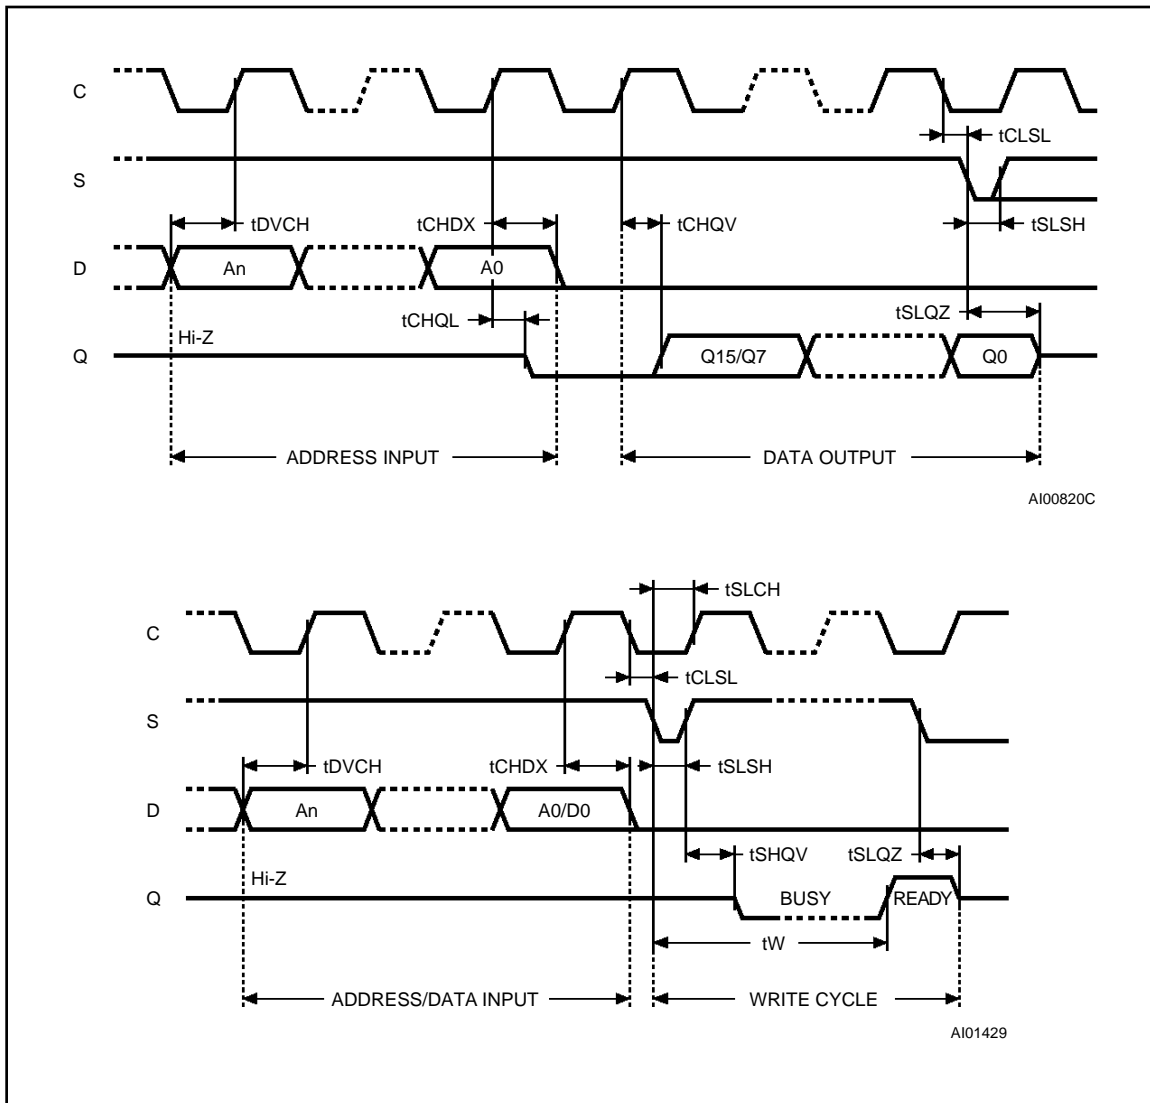 C
tCLSL
S
tDVCH
tCHDX
tCHQV
tSLSH
D
An
A0
tCHQL
tSLQZ
Hi-Z
Q
Q15/Q7
Q0
ADDRESS INPUT
DATA OUTPUT
AI00820C
tSLCH
C
tCLSL
S
tDVCH
tCHDX
tSLSH
D
An
A0/D0
tSHQV
tSLQZ
Hi-Z
Q
BUSY
READY
tW
ADDRESS/DATA INPUT
WRITE CYCLE
AI01429